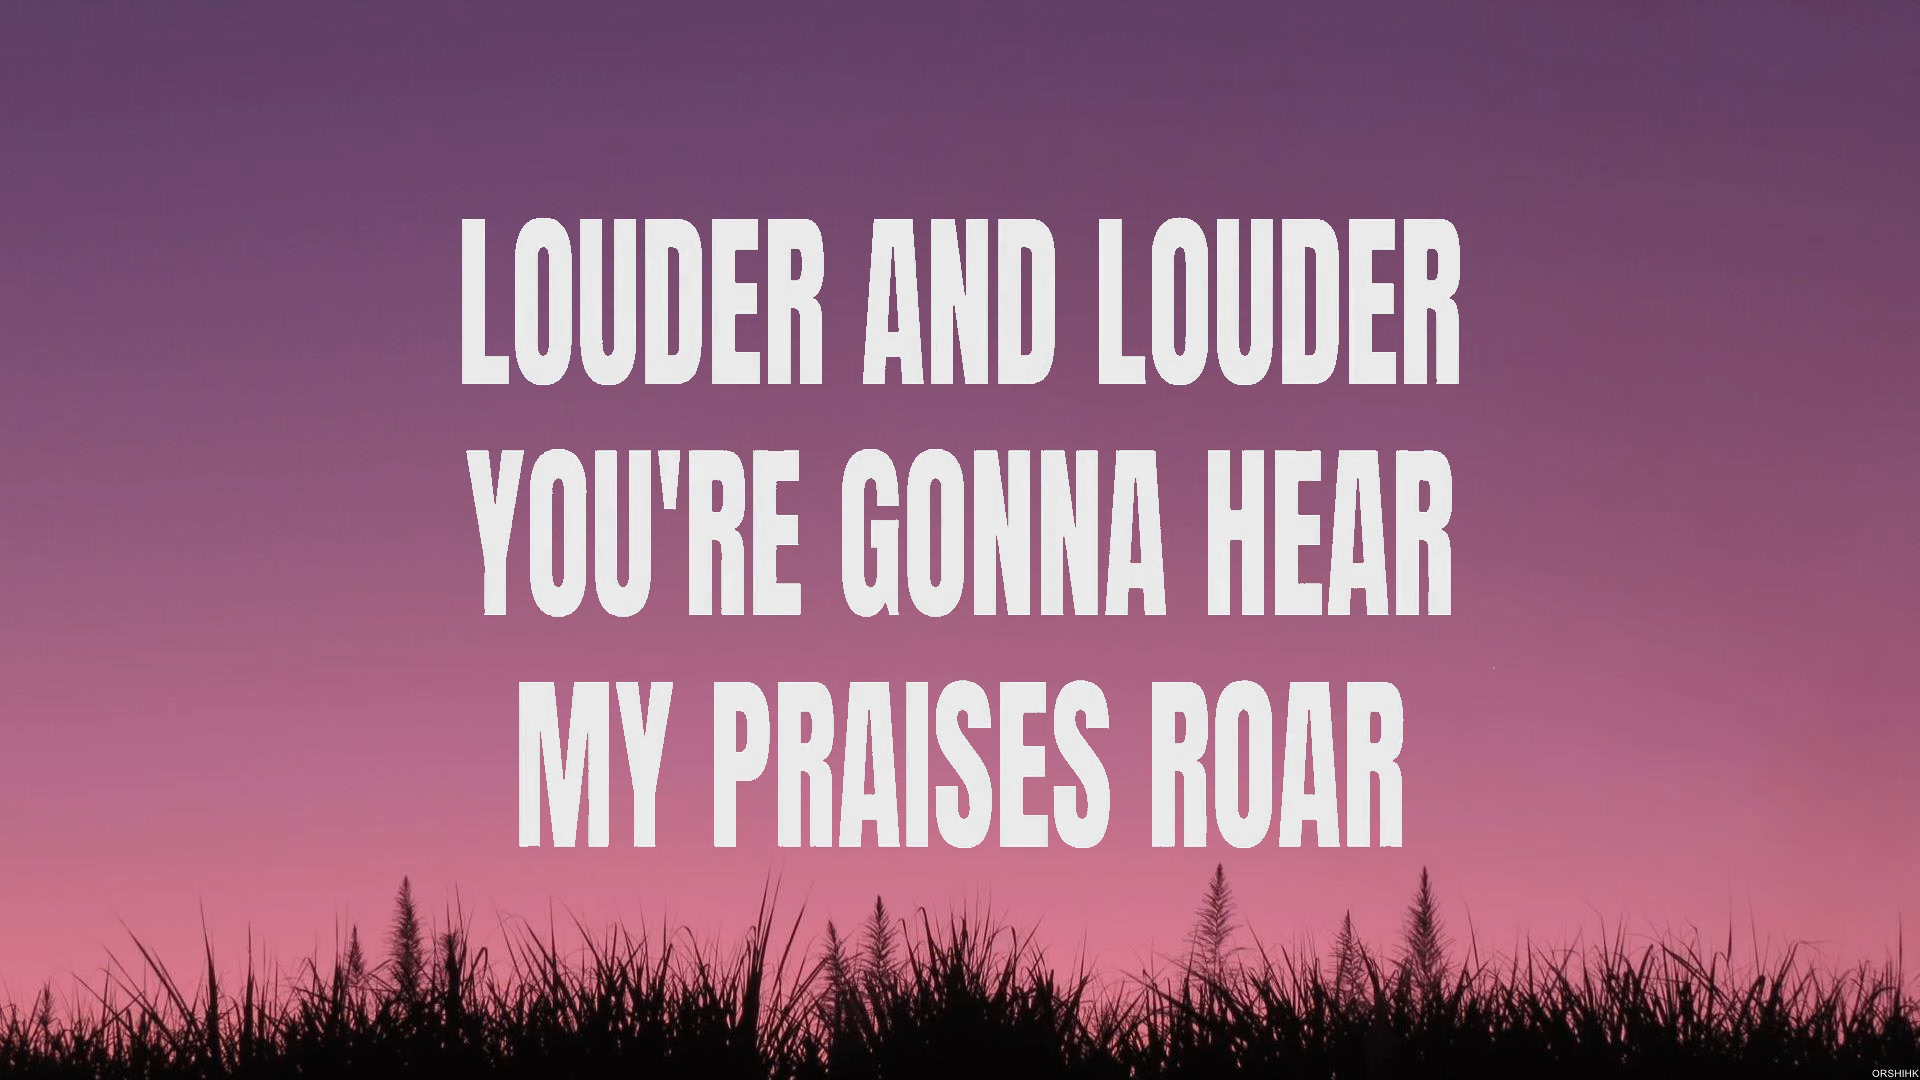 LOUDER AND LOUDER
YOU'RE GONNA HEAR
MY PRAISES ROAR
ORSHIHK